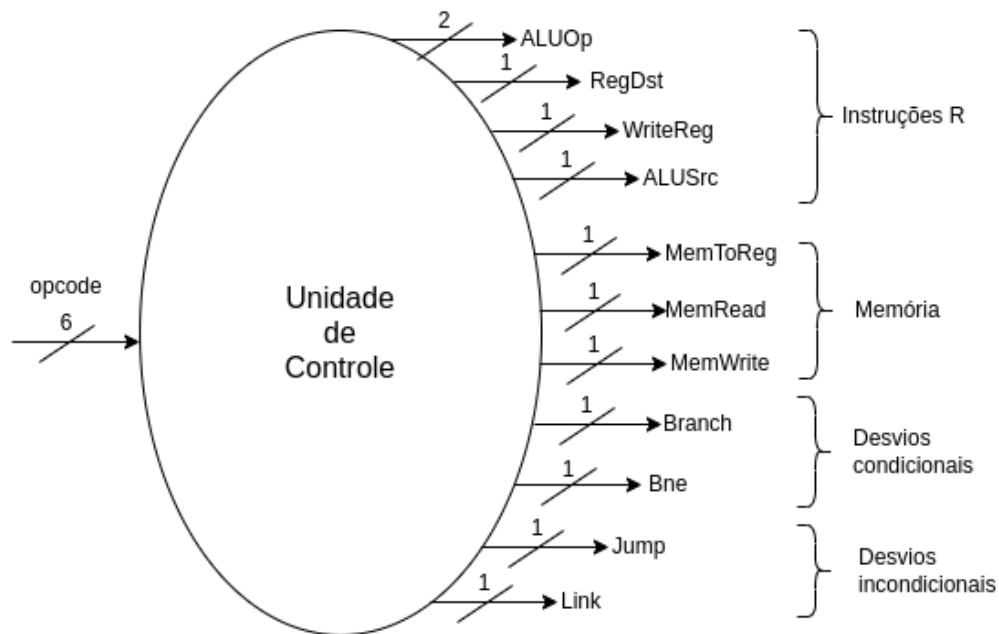 2
ALUOp
1
RegDst
1
WriteReg
1
ALUSrc
Instruções R
1
MemToReg
1
MemRead
1
MemWrite
Memória
opcode
6
Unidade
de
Controle
1
Branch
1
Bne
Desvios
condicionais
1
Jump
1
Link
Desvios
incondicionais